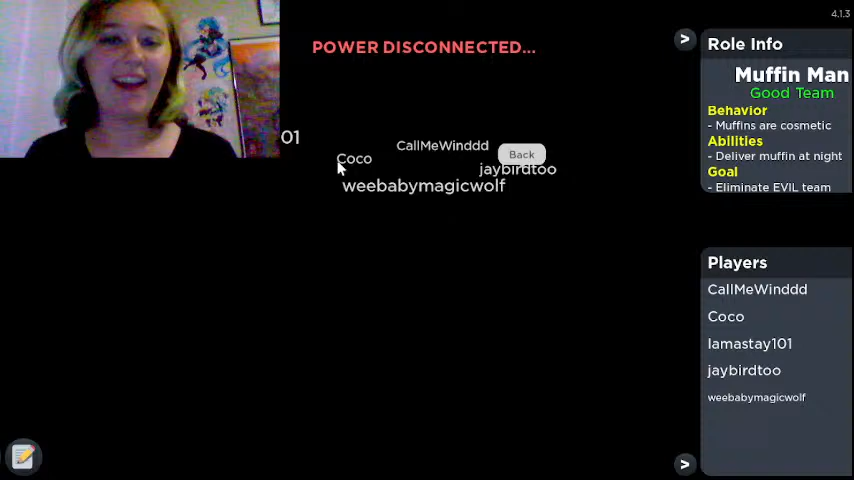 4.1.3
POWER DISCONNECTED...
>
Role Info
Muffin Man
Good Team
Behavior
- Muffins are cosmetic
Abilities
- Deliver muffin at night
Goal
- Eliminate EVIL team
01
CallMeWinddd
Back
Coco
jaybirdtoo
weebabymagicwolf
Players
CallMeWinddd
Coco
Iamastay101
jaybirdtoo
weebabymagicwolf
>